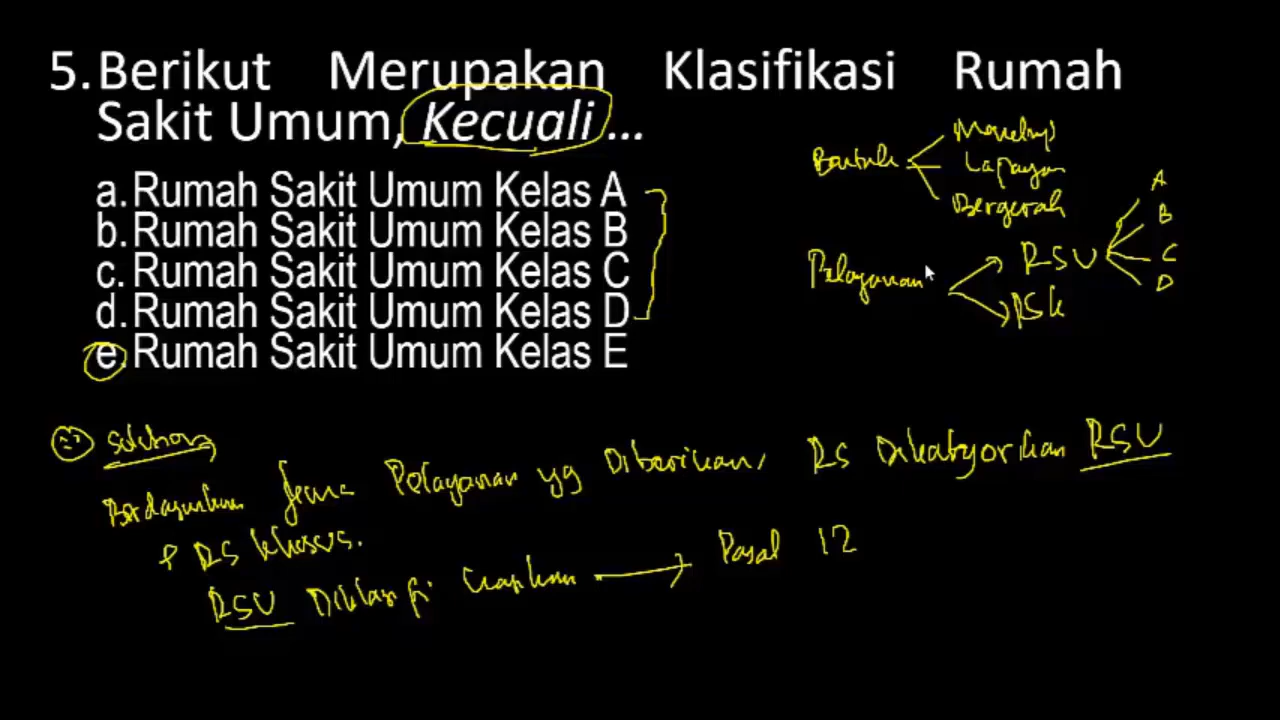 5. Berikut Merupakan Klasifikasi Rumah
Sakit Umum, Kecuali ...
a. Rumah Sakit Umum Kelas A
b. Rumah Sakit Umum Kelas B
c. Rumah Sakit Umum Kelas C
d. Rumah Sakit Umum Kelas D
e. Rumah Sakit Umum Kelas E
Bentuk
Menetap
Lapangan
Bergerak
Pelayanan
RSU
RSK
A
B
C
D
Berdasarkan Jenis Pelayanan yg Diberikan, RS Dikategorikan RSU
+ RS Khusus.
RSU Diklasifikasikan Pasal 12